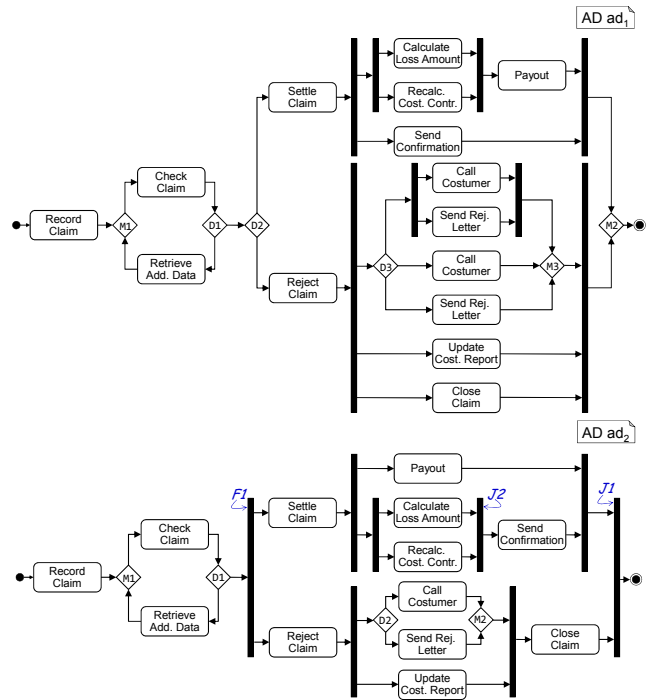 AD ad1
Calculate
Loss Amount
Settle
Claim
Recalc.
Cost. Contr.
Payout
Send
Confirmation
Check
Claim
Record
Claim
M1
D1
D2
Retrieve
Add. Data
Call
Costumer
Send Rej.
Letter
M2
Reject
Claim
D3
Call
Costumer
M3
Send Rej.
Letter
Update
Cost. Report
Close
Claim
AD ad2
Payout
F1
J2
J1
Settle
Claim
Calculate
Loss Amount
Send
Confirmation
Check
Claim
Recalc.
Cost. Contr.
Record
Claim
M1
D1
Call
Costumer
Retrieve
Add. Data
Reject
Claim
D2
M2
Send Rej.
Letter
Close
Claim
Update
Cost. Report